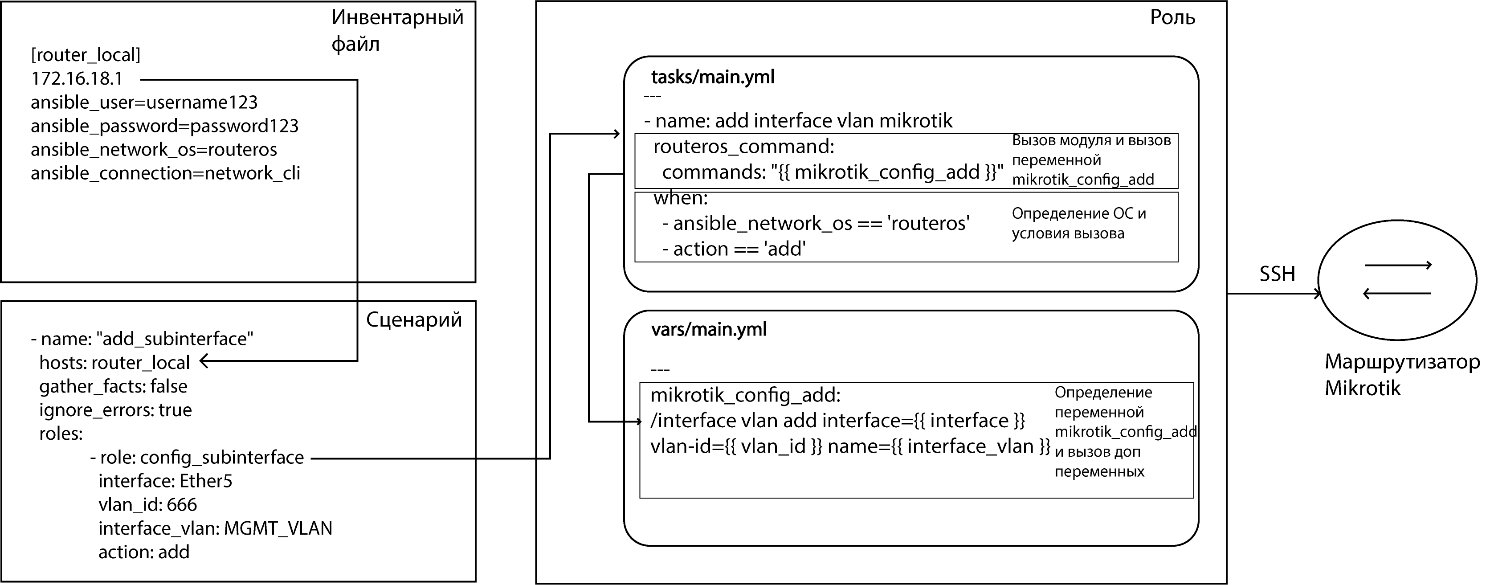 Инвентарный
файл
[router_local]
172.16.18.1
ansible_user=username123
ansible_password=password123
ansible_network_os=routeros
ansible_connection=network_cli
Сценарий
- name: "add_subinterface"
hosts: router_local
gather_facts: false
ignore_errors: true
roles:
- role: config_subinterface
interface: Ether5
vlan_id: 666
interface_vlan: MGMT_VLAN
action: add
Роль
tasks/main.yml
---
- name: add interface vlan mikrotik
routeros_command:
commands: "{{ mikrotik_config_add }}"
Вызов модуля и вызов
переменной
mikrotik_config_add
when:
- ansible_network_os == 'routeros'
- action == 'add'
Определение ОС и
условия вызова
vars/main.yml
---
mikrotik_config_add:
/interface vlan add interface={{ interface }}
vlan-id={{ vlan_id }} name={{ interface_vlan }}
Определение
переменной
mikrotik_config_add
и вызов доп
переменных
SSH
Маршрутизатор
Mikrotik